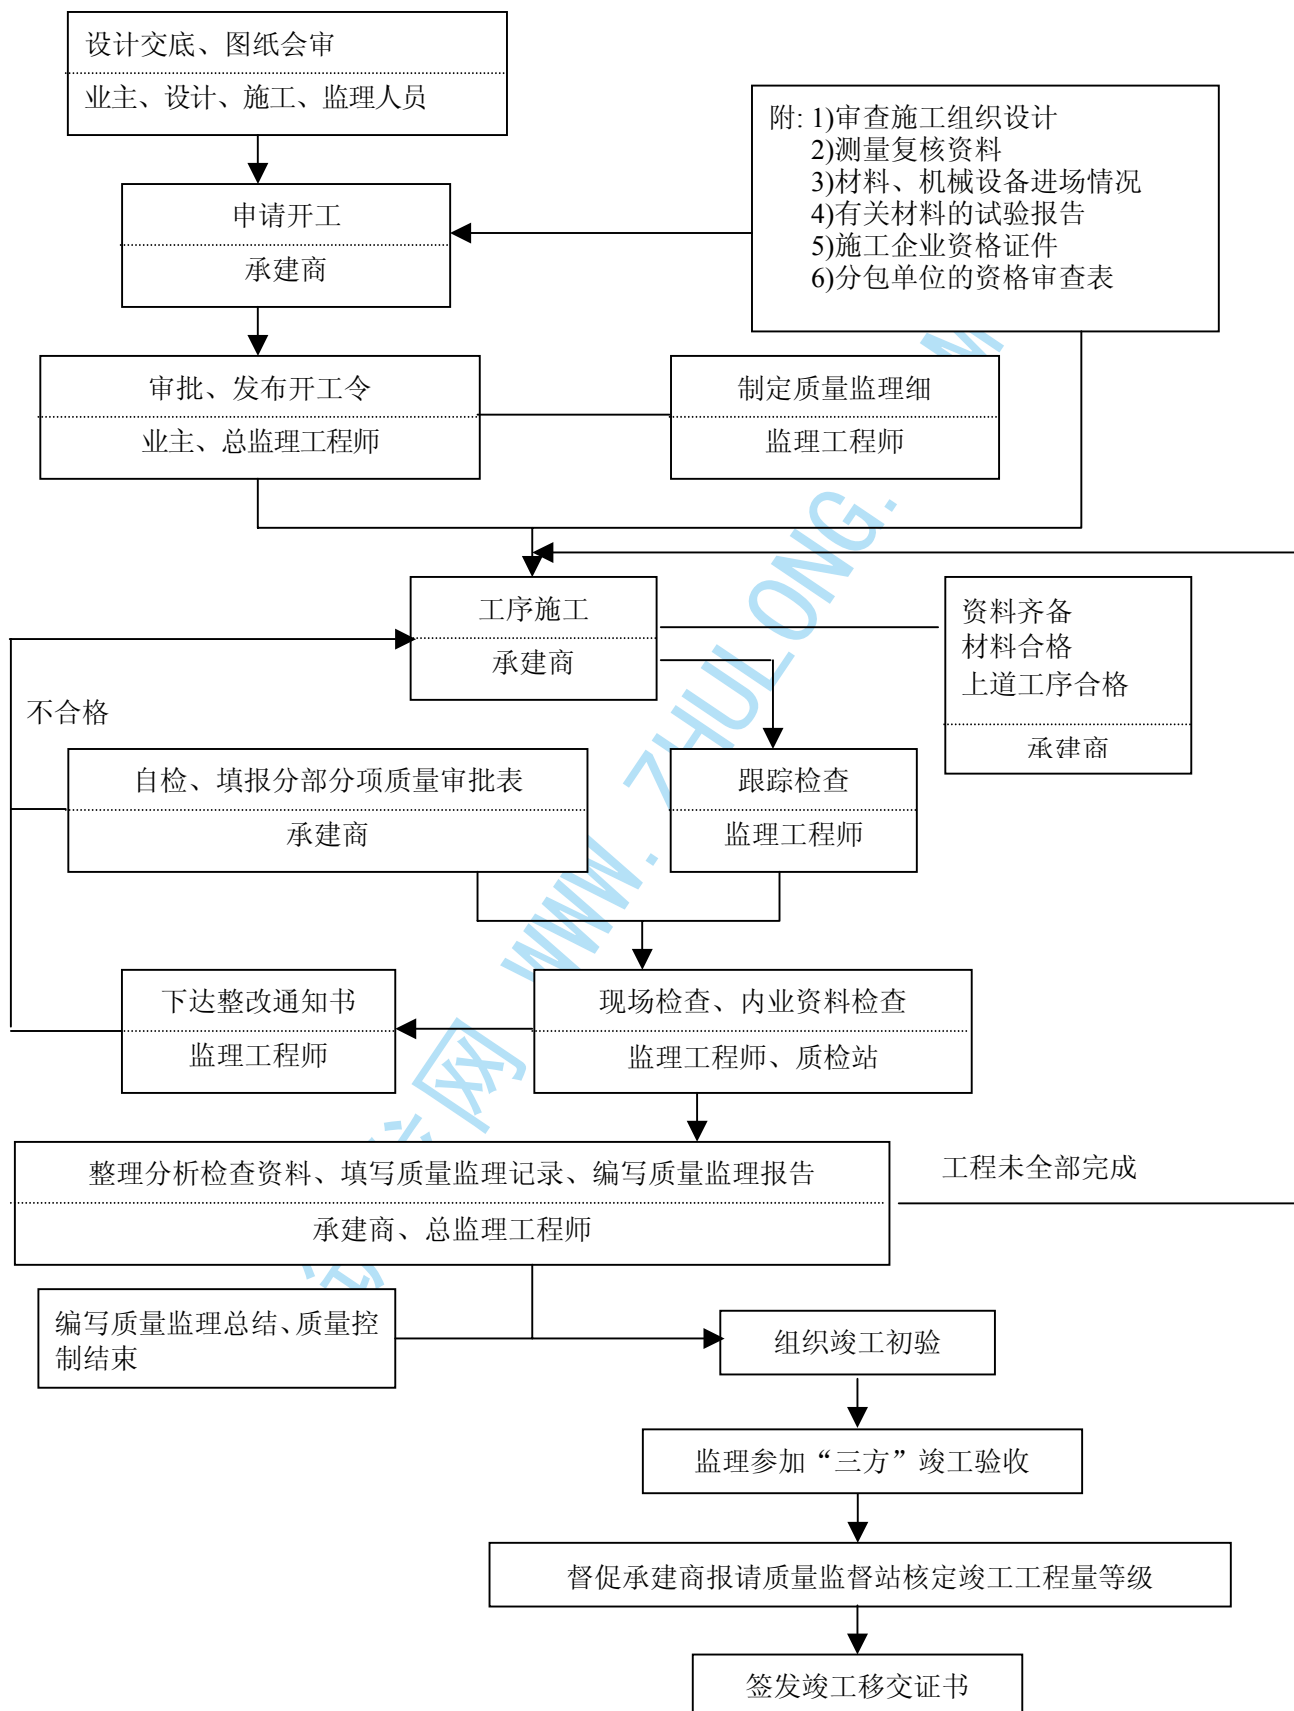 设计交底、图纸会审
业主、设计、施工、监理人员
附: 1)审查施工组织设计
2)测量复核资料
3)材料、机械设备进场情况
4)有关材料的试验报告
5)施工企业资格证件
6)分包单位的资格审查表
申请开工
承建商
审批、发布开工令
业主、总监理工程师
制定质量监理细
监理工程师
工序施工
承建商
资料齐备
材料合格
上道工序合格
承建商
不合格
自检、填报分部分项质量审批表
承建商
跟踪检查
监理工程师
下达整改通知书
监理工程师
现场检查、内业资料检查
监理工程师、质检站
整理分析检查资料、填写质量监理记录、编写质量监理报告
承建商、总监理工程师
工程未全部完成
编写质量监理总结、质量控
制结束
组织竣工初验
监理参加“三方”竣工验收
督促承建商报请质量监督站核定竣工工程量等级
签发竣工移交证书
网 WWW.ZHULONG.